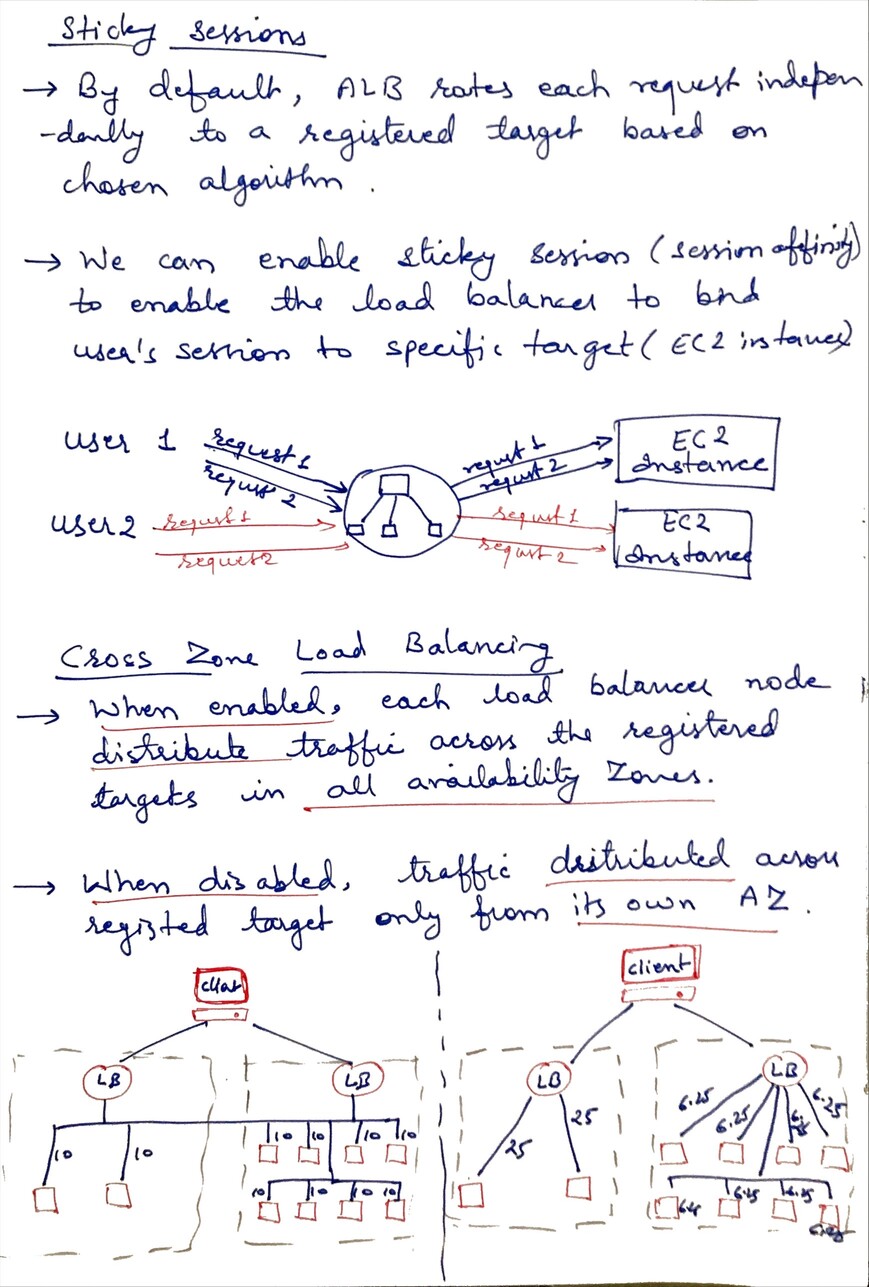 Sticky sessions
→ By default, ALB rotes each request indepen
-dantly to a registered target based on
chosen algorithm.
→ We can enable sticky session (session affinity)
to enable the load balancer to bind
user's session to specific target (EC2 instance)
user 1 request 1 request 1 EC2
request 2 request 2 Instance
user 2 request 1 request 1 EC2
request 2 request 2 Instance
Cross Zone Load Balancing
→ When enabled, each load balancer node
distribute traffic across the registered
targets in all availability zones.
→ When disabled, traffic distributed across
registed target only from its own AZ.
client client
LB LB LB LB
10 10 10 10 10 10 25 25 6.25 6.25 6.25 6.25
10 10 10 10 6.25 6.25 6.25